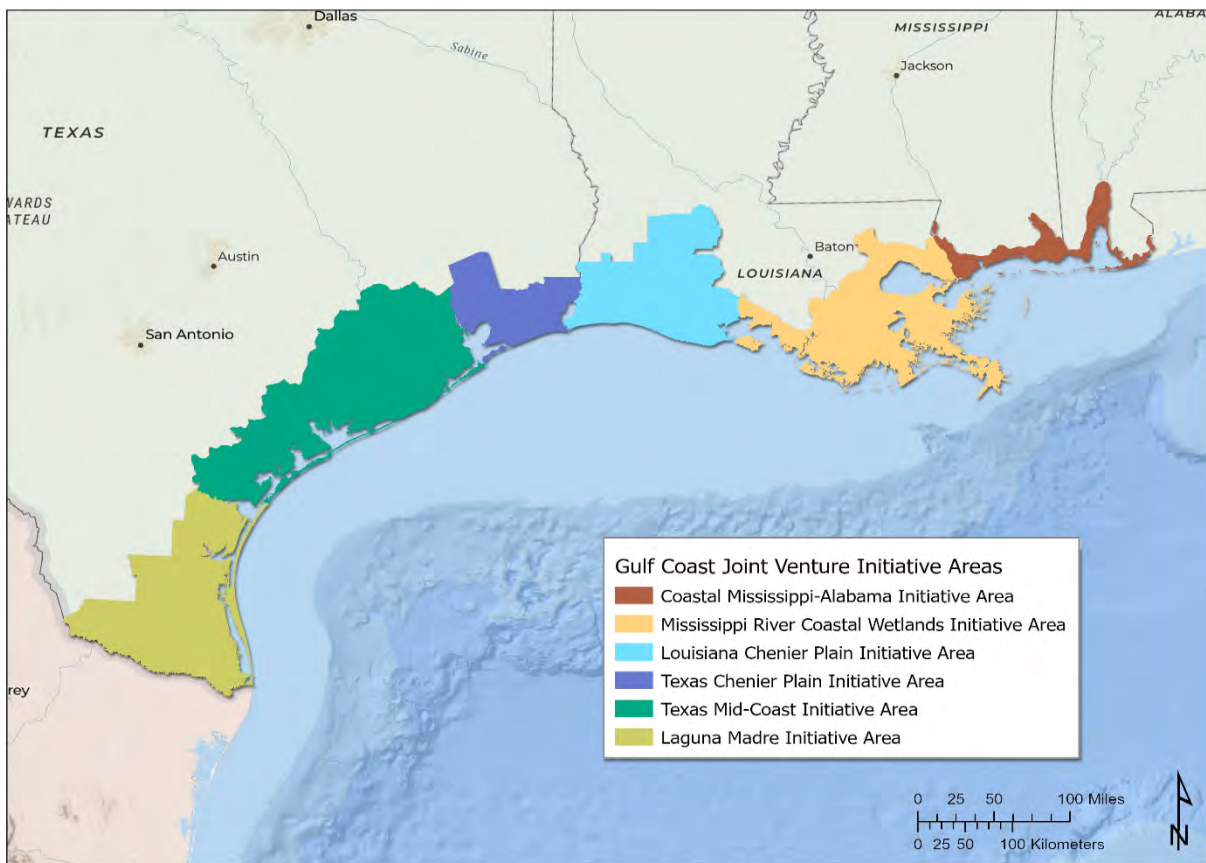 Dallas
Sabine
MISSISSIPPI
ALABA
Jackson
TEXAS
WARDS
ATEAU
Austin
Baton
LOUISIANA
San Antonio
rey
Gulf Coast Joint Venture Initiative Areas
Coastal Mississippi-Alabama Initiative Area
Mississippi River Coastal Wetlands Initiative Area
Louisiana Chenier Plain Initiative Area
Texas Chenier Plain Initiative Area
Texas Mid-Coast Initiative Area
Laguna Madre Initiative Area
0 25 50 100 Miles
0 25 50 100 Kilometers
N